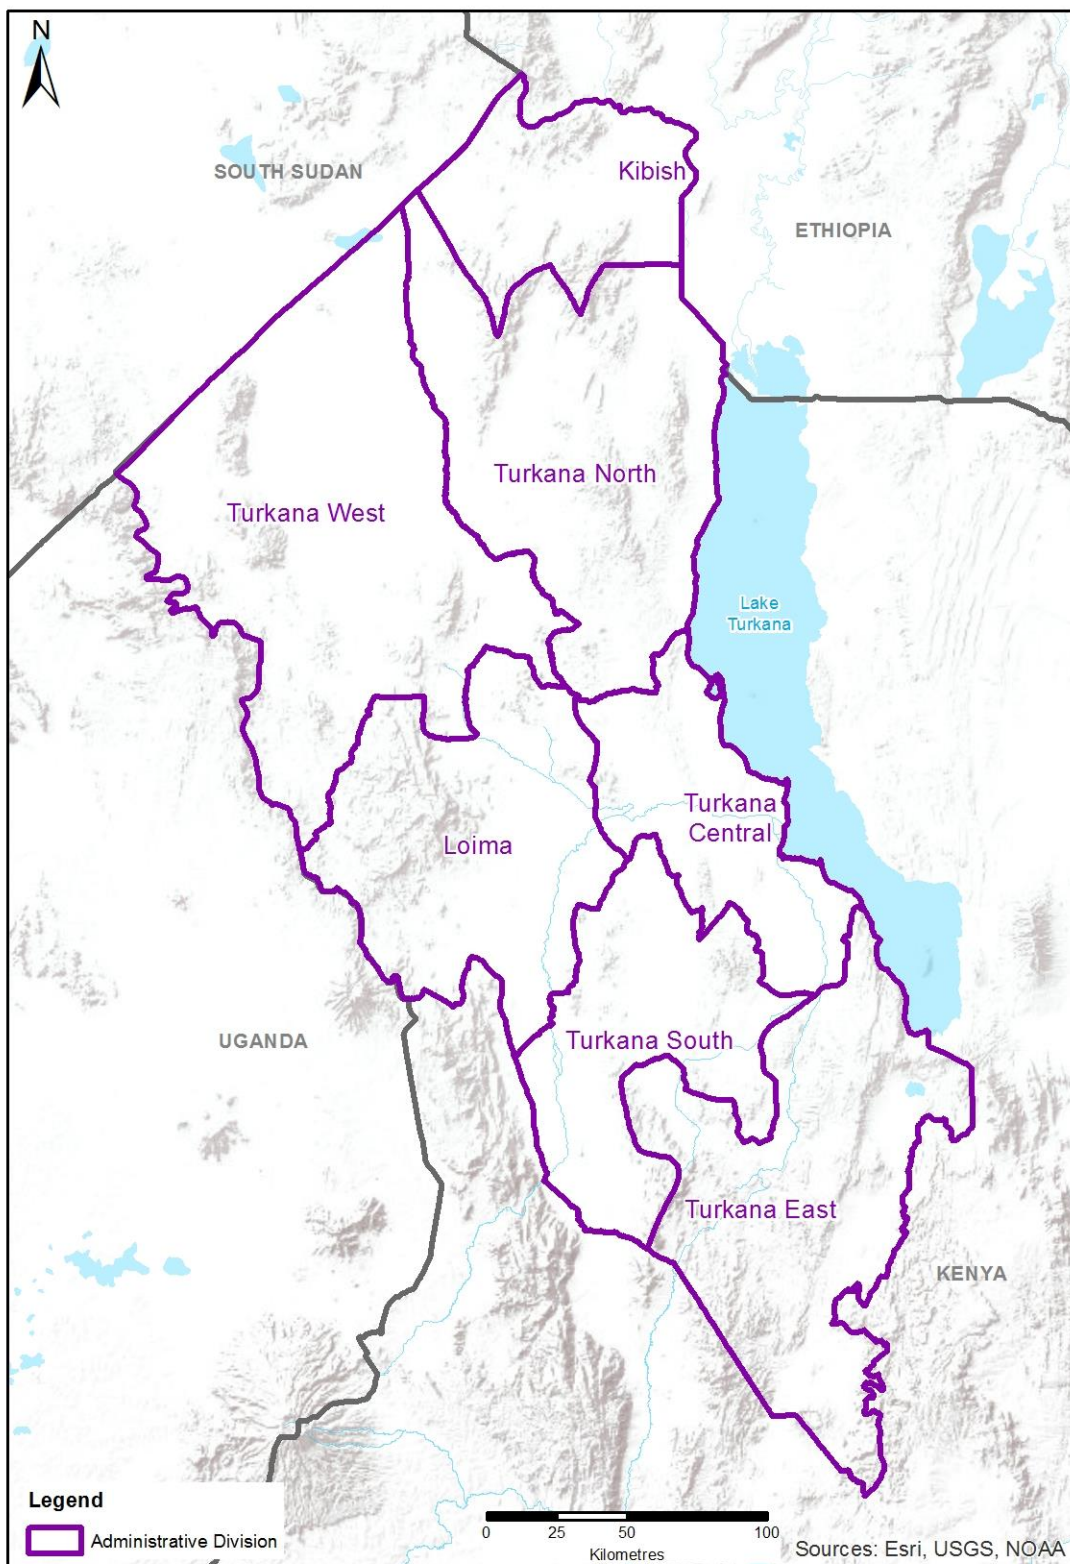 N
SOUTH SUDAN
Kibish
ETHIOPIA
Turkana North
Turkana West
Lake
Turkana
Turkana
Central
Loima
Turkana South
UGANDA
Turkana East
KENYA
Legend
Administrative Division
0 25 50 100
Kilometres
Sources: Esri, USGS, NOAA